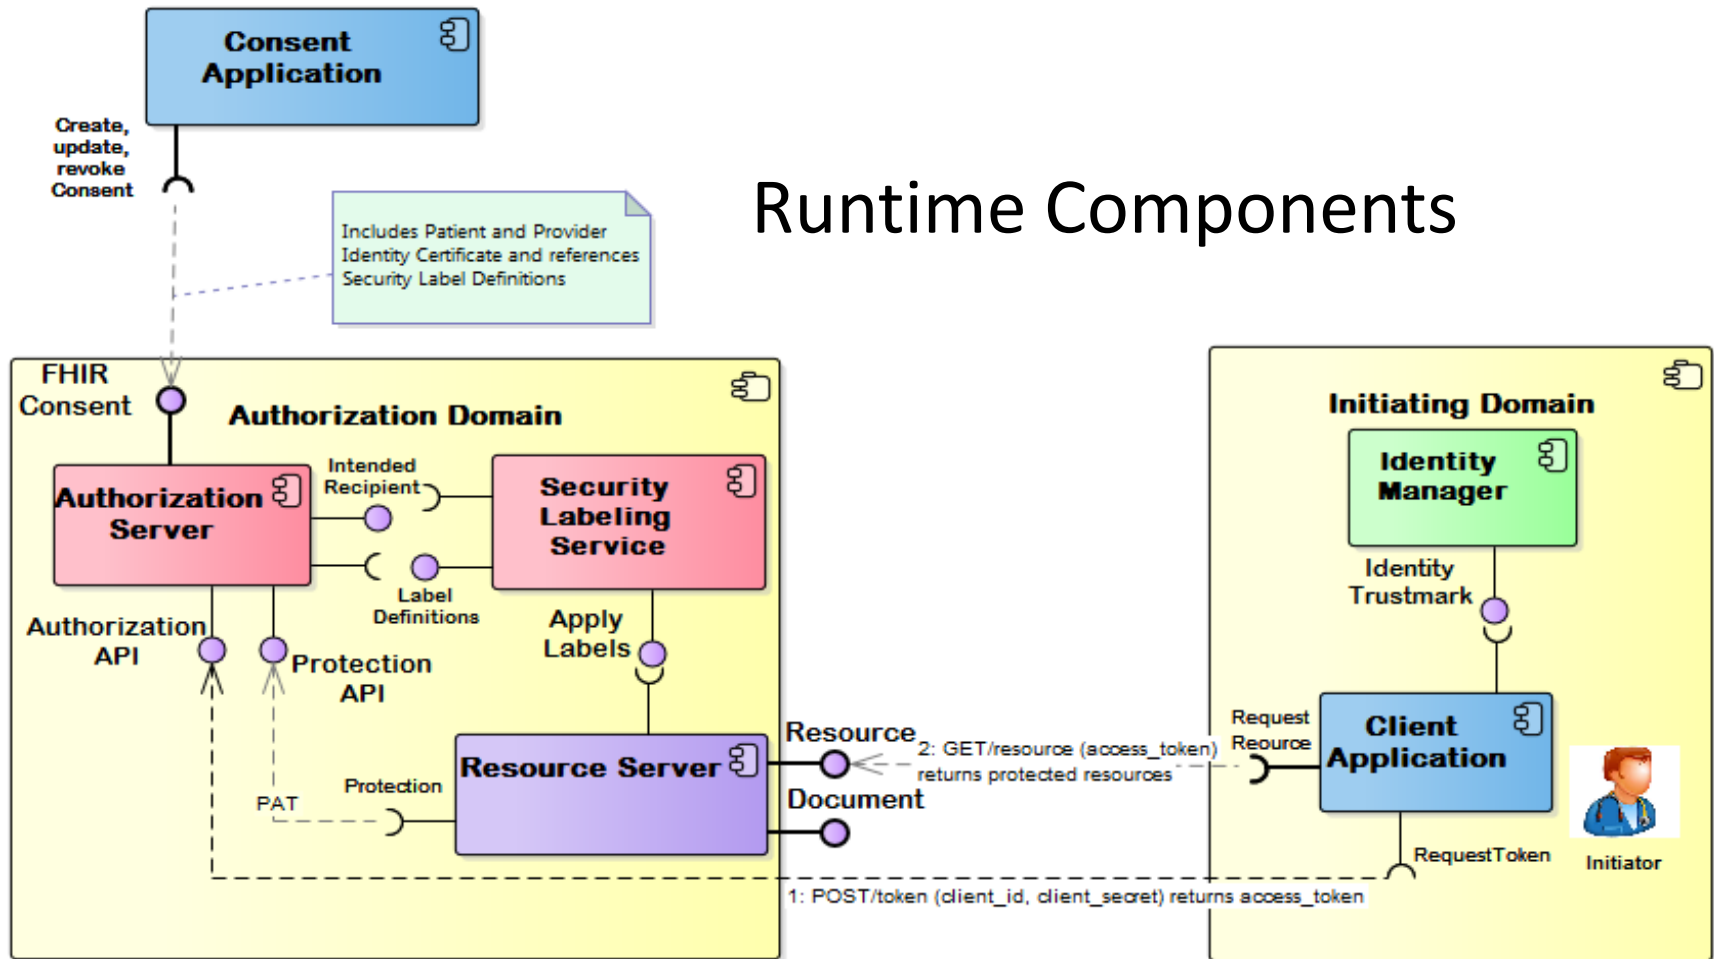 Consent
Application
Create,
update,
revoke
Consent
Includes Patient and Provider
Identity Certificate and references
Security Label Definitions
Runtime Components
FHIR
Consent
Authorization Domain
Authorization
Server
Intended
Recipient
Security
Labeling
Service
Label
Definitions
Authorization
API
Protection
API
Apply
Labels
Resource Server
Protection
PAT
Resource
Document
2: GET/resource (access_token)
returns protected resources
1: POST/token (client_id, client_secret) returns access_token
Initiating Domain
Identity
Manager
Identity
Trustmark
Request
Reource
Client
Application
RequestToken
Initiator